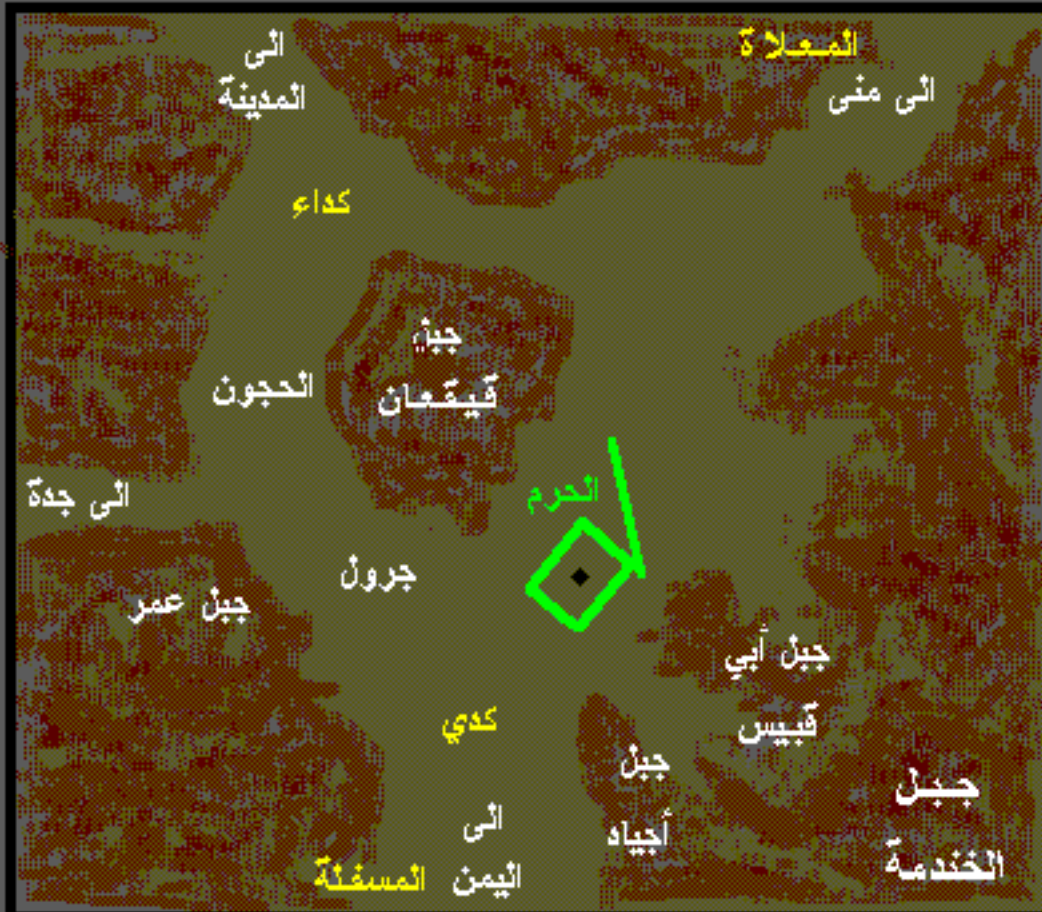 المعلاة
الى
المدينة
الى منى
كداء
جبل
قيقعان
الحجون
الى جدة
الحرم
جرول
جبل عمر
جبل أبي
قبيس
كدي
جبل
أجياد
جبل
الخندمة
الى
اليمن
المسفلة